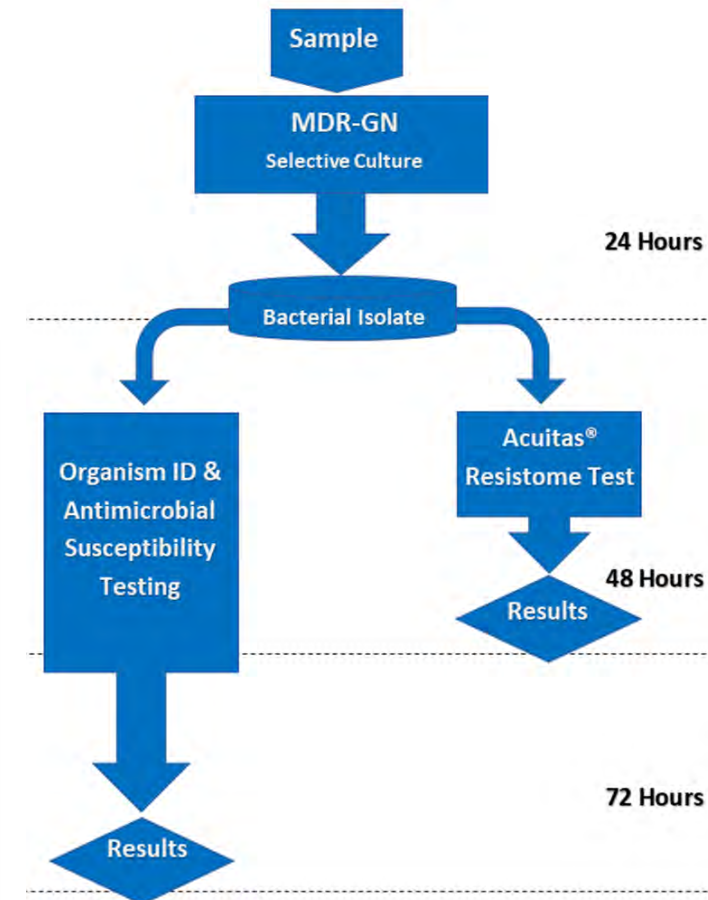 Sample
MDR-GN
Selective Culture
24 Hours
Bacterial Isolate
Organism ID &
Antimicrobial
Susceptibility
Testing
Acuitas®
Resistome Test
48 Hours
Results
72 Hours
Results